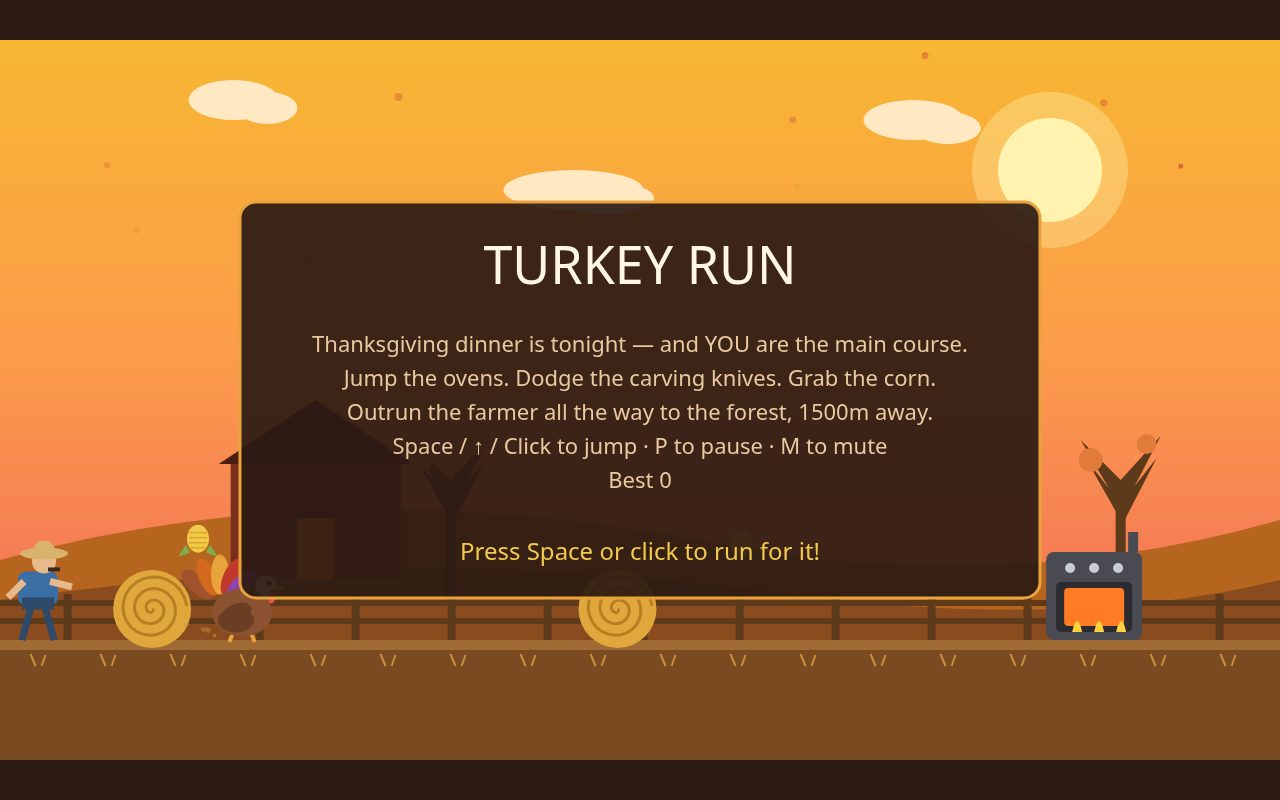 TURKEY RUN
Thanksgiving dinner is tonight — and YOU are the main course.
Jump the ovens. Dodge the carving knives. Grab the corn.
Outrun the farmer all the way to the forest, 1500m away.
Space / ↑ / Click to jump · P to pause · M to mute
Best 0
Press Space or click to run for it!